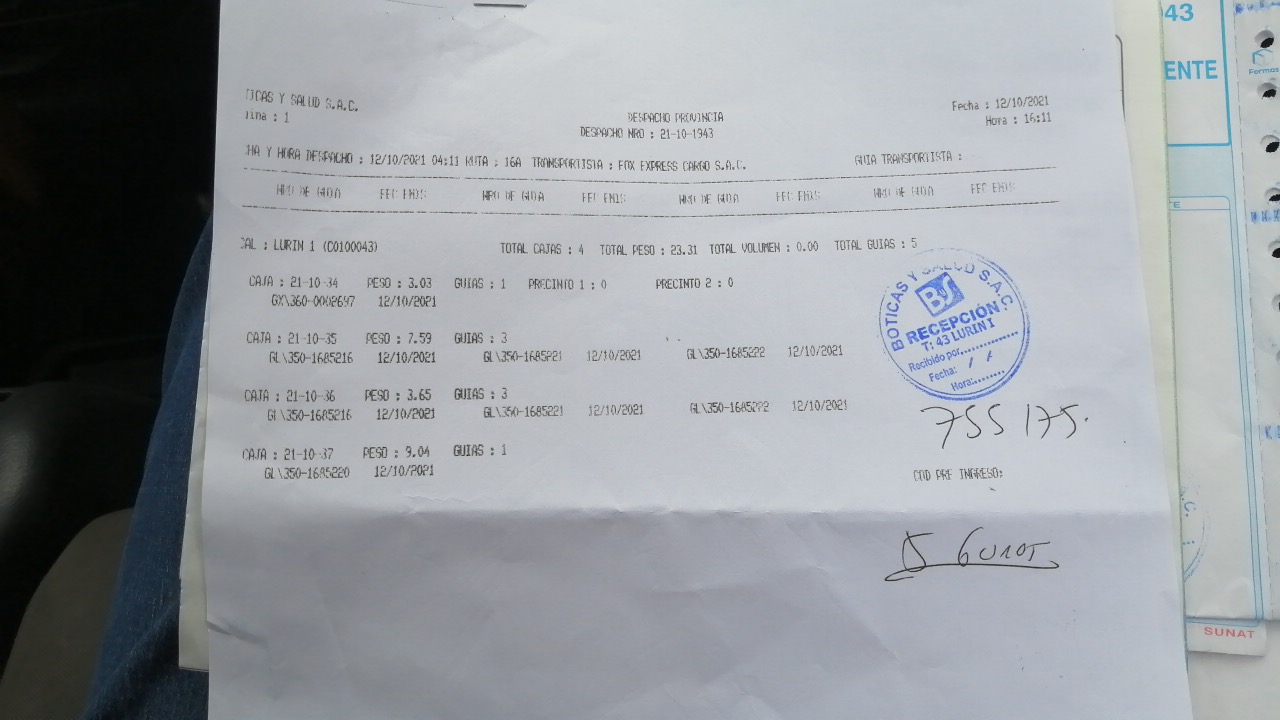 TICAS Y SALUD S.A.C.
ina : 1
DESPACHO PROVINCIA
DESPACHO NRO : 21-10-1943
Fecha : 12/10/2021
Hora : 16:11
HA Y HORA DESPACHO : 12/10/2021 04:11 RUTA : 16A TRANSPORTISTA : FOX EXPRESS CARGO S.A.C. GUIA TRANSPORTISTA :
NRO DE GUIA FEC EMIS NRO DE GUIA FEC EMIS NRO DE GUIA FEC EMIS NRO DE GUIA FEC EMIS
CAL : LURIN 1 (C0100043) TOTAL CAJAS : 4 TOTAL PESO : 23.31 TOTAL VOLUMEN : 0.00 TOTAL GUIAS : 5
CAJA : 21-10-34 PESO : 3.03 GUIAS : 1 PRECINTO 1 : 0 PRECINTO 2 : 0
GX\360-0002697 12/10/2021
CAJA : 21-10-35 PESO : 7.59 GUIAS : 3
GL\350-1685216 12/10/2021 GL\350-1685221 12/10/2021 GL\350-1685222 12/10/2021
CAJA : 21-10-36 PESO : 3.65 GUIAS : 3
GL\350-1685216 12/10/2021 GL\350-1685221 12/10/2021 GL\350-1685222 12/10/2021
CAJA : 21-10-37 PESO : 9.04 GUIAS : 1
GL\350-1685220 12/10/2021
BOTICAS Y SALUD S.A.C.
BS
RECEPCION
T: 43 LURIN I
Recibido por
Fecha: / /
Hora:
755175.
COD PRE INGRESO:
5
43
ENTE
Formas
E
C.
SUNAT